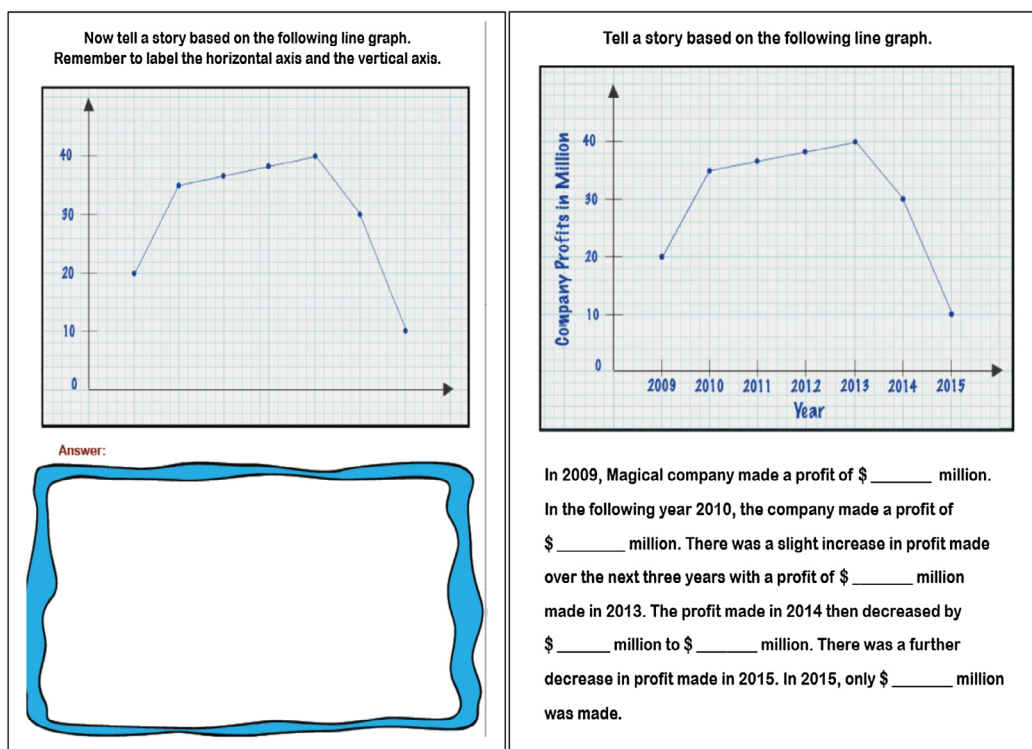 Now tell a story based on the following line graph.
Remember to label the horizontal axis and the vertical axis.
40
30
20
10
0
Answer:
Tell a story based on the following line graph.
Company Profits in Million
40
30
20
10
0
2009 2010 2011 2012 2013 2014 2015
Year
In 2009, Magical company made a profit of $ _______ million.
In the following year 2010, the company made a profit of
$ ________ million. There was a slight increase in profit made
over the next three years with a profit of $ _______ million
made in 2013. The profit made in 2014 then decreased by
$ ______ million to $ _______ million. There was a further
decrease in profit made in 2015. In 2015, only $ _______ million
was made.